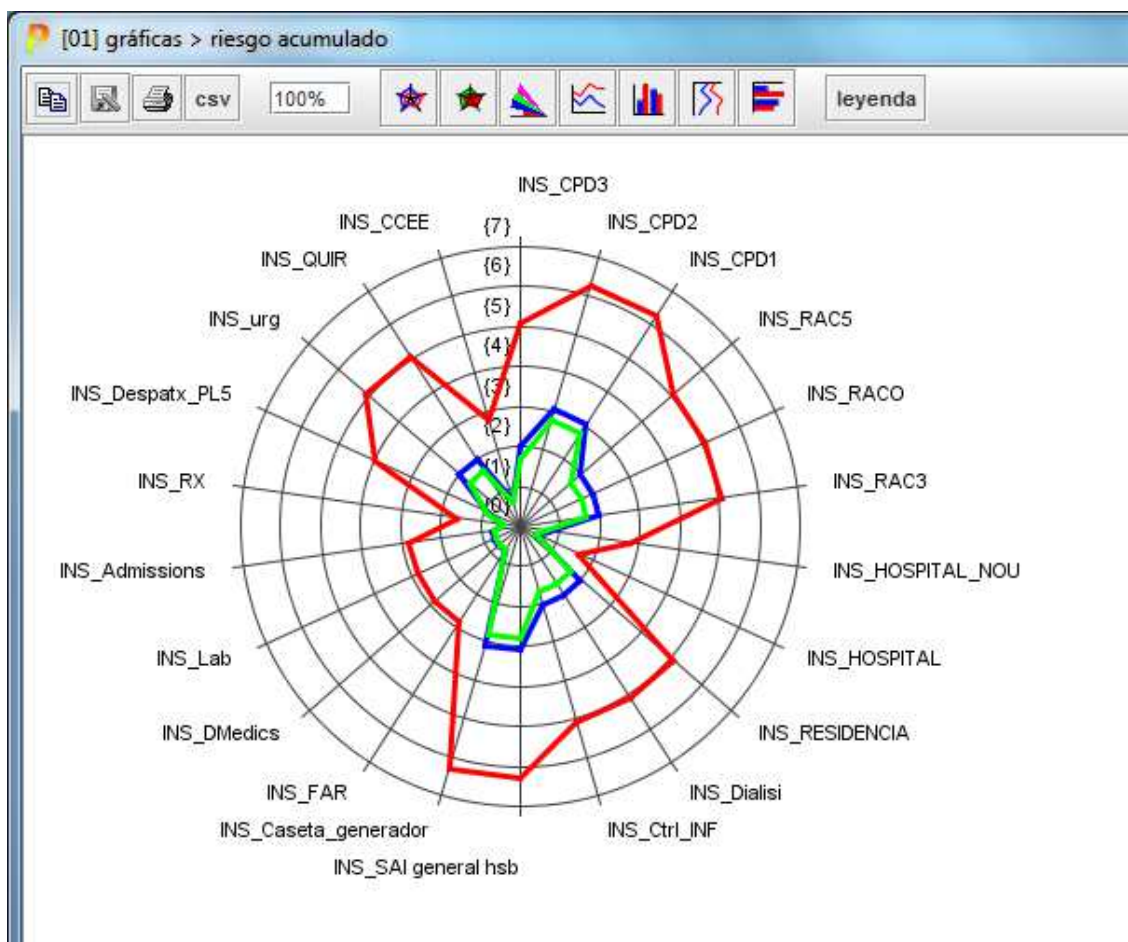 [01] gráficas > riesgo acumulado
csv
100%
leyenda
INS_CPD3
INS_CCEE
{7}
INS_CPD2
INS_QUIR
{6}
INS_CPD1
INS_urg
{5}
INS_RAC5
{4}
INS_Despatx_PL5
{3}
INS_RACO
{2}
INS_RX
{1}
INS_RAC3
{0}
INS_Admissions
INS_HOSPITAL_NOU
INS_Lab
INS_HOSPITAL
INS_DMedics
INS_RESIDENCIA
INS_FAR
INS_Dialisi
INS_Caseta_generador
INS_Ctrl_INF
INS_SAI general hsb